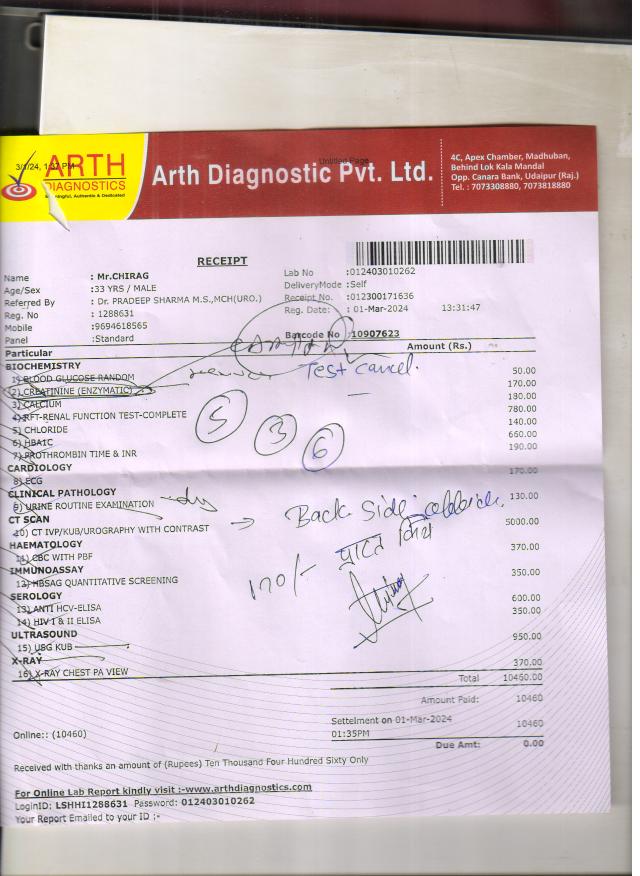 3/1/24, 1:37 PM
Untitled Page
ARTH
DIAGNOSTICS
Meaningful, Authentic & Dedicated
Arth Diagnostic Pvt. Ltd.
4C, Apex Chamber, Madhuban,
Behind Lok Kala Mandal
Opp. Canara Bank, Udaipur (Raj.)
Tel. : 7073308880, 7073818880
RECEIPT
Name : Mr.CHIRAG
Lab No :012403010262
Age/Sex :33 YRS / MALE
DeliveryMode :Self
Referred By : Dr. PRADEEP SHARMA M.S.,MCH(URO.)
Receipt No. :012300171636
Reg. No : 1288631
Reg. Date: : 01-Mar-2024 13:31:47
Mobile :9694618565
Panel :Standard
Barcode No 10907623
Particular Amount (Rs.)
BIOCHEMISTRY
Test cancel.
1) BLOOD GLUCOSE RANDOM 50.00
2) CREATININE (ENZYMATIC) 170.00
3) CALCIUM 180.00
4) RFT-RENAL FUNCTION TEST-COMPLETE 780.00
5) CHLORIDE 140.00
6) HBA1C 660.00
7) PROTHROMBIN TIME & INR 190.00
5 3 6
CARDIOLOGY
8) ECG 170.00
CLINICAL PATHOLOGY
9) URINE ROUTINE EXAMINATION 130.00
Back Side
CT SCAN
10) CT IVP/KUB/UROGRAPHY WITH CONTRAST 5000.00
HAEMATOLOGY
11) CBC WITH PBF 370.00
170/-
IMMUNOASSAY
12) HBSAG QUANTITATIVE SCREENING 350.00
SEROLOGY
13) ANTI HCV-ELISA 600.00
14) HIV I & II ELISA 350.00
ULTRASOUND
15) USG KUB 950.00
X-RAY
16) X-RAY CHEST PA VIEW 370.00
Total 10460.00
Amount Paid: 10460
Online:: (10460)
Settelment on 01-Mar-2024 10460
01:35PM
Due Amt: 0.00
Received with thanks an amount of (Rupees) Ten Thousand Four Hundred Sixty Only
For Online Lab Report kindly visit :-www.arthdiagnostics.com
LoginID: LSHHI1288631 Password: 012403010262
Your Report Emailed to your ID :-